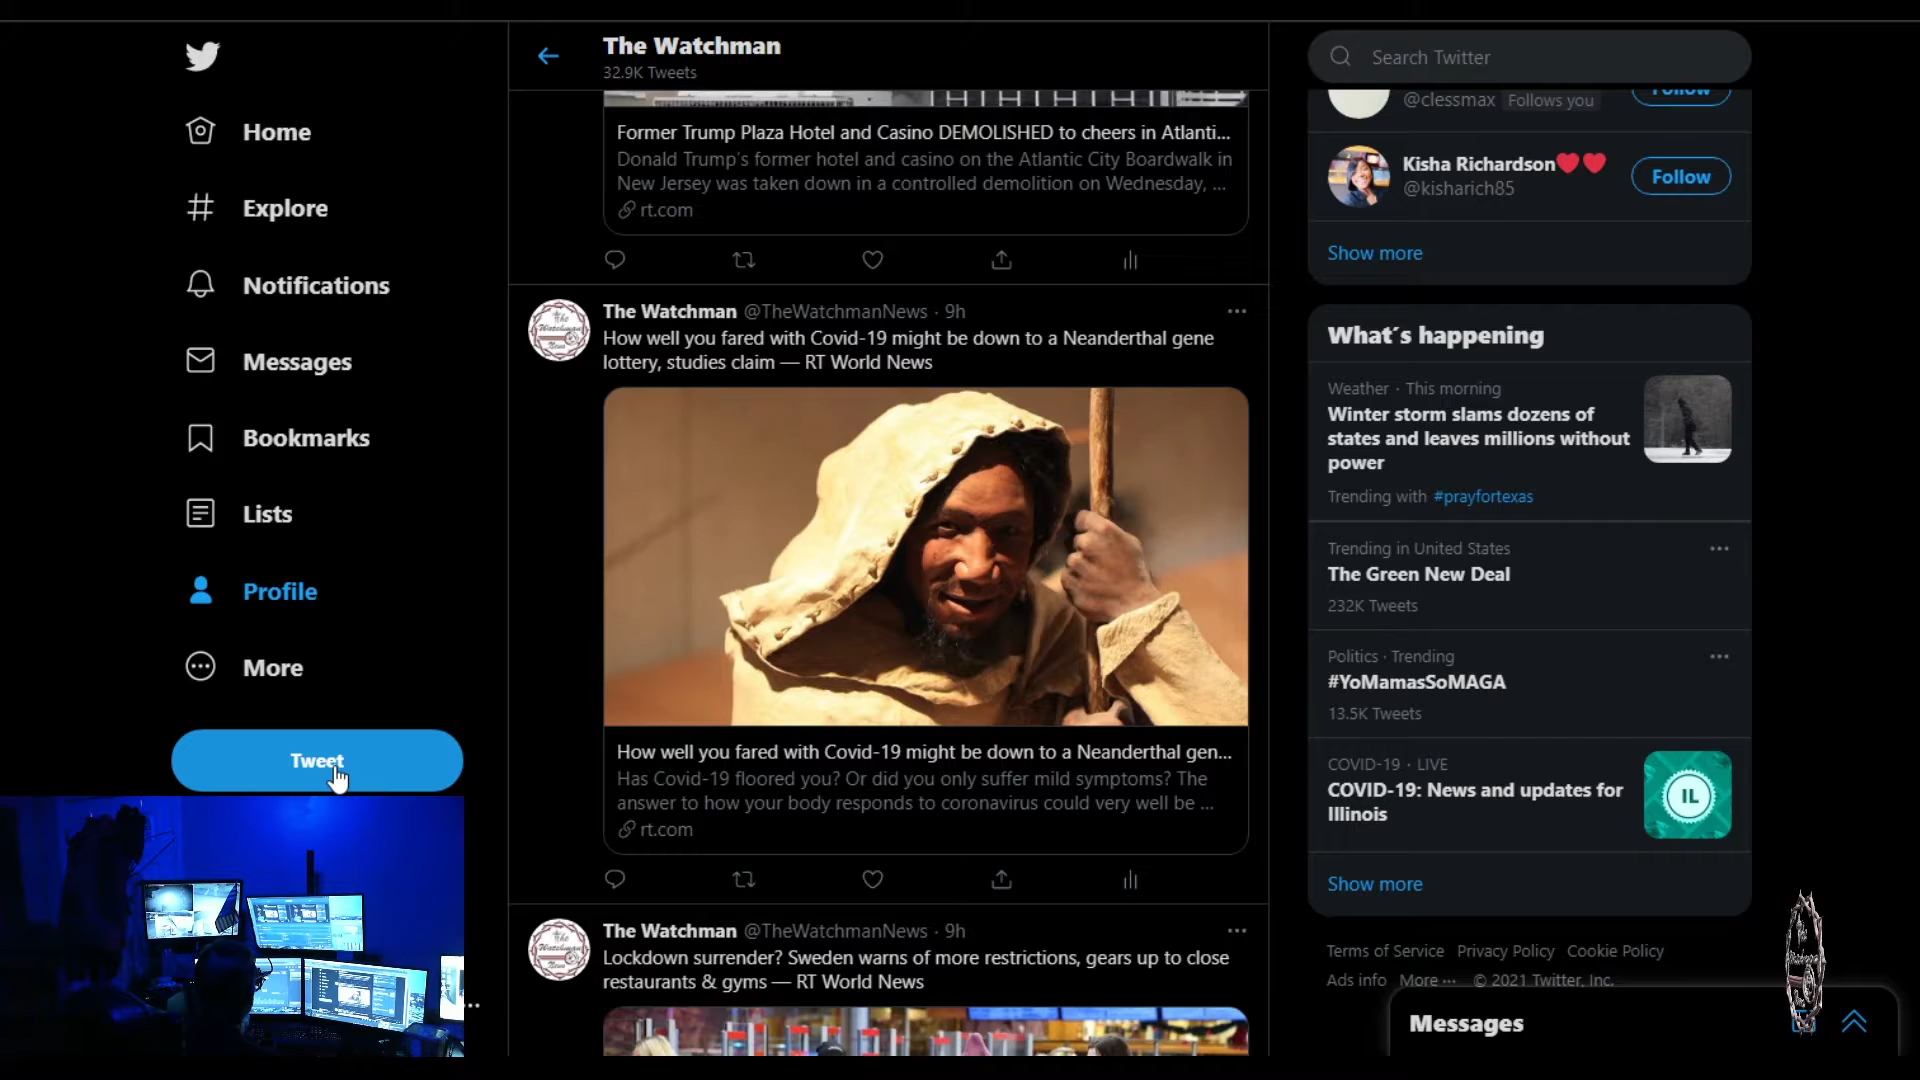 Home
Explore
Notifications
Messages
Bookmarks
Lists
Profile
More
Tweet
The Watchman
32.9K Tweets
Former Trump Plaza Hotel and Casino DEMOLISHED to cheers in Atlanti...
Donald Trump's former hotel and casino on the Atlantic City Boardwalk in
New Jersey was taken down in a controlled demolition on Wednesday, ...
rt.com
The Watchman @TheWatchmanNews · 9h
How well you fared with Covid-19 might be down to a Neanderthal gene
lottery, studies claim — RT World News
How well you fared with Covid-19 might be down to a Neanderthal gen...
Has Covid-19 floored you? Or did you only suffer mild symptoms? The
answer to how your body responds to coronavirus could very well be ...
rt.com
The Watchman @TheWatchmanNews · 9h
Lockdown surrender? Sweden warns of more restrictions, gears up to close
restaurants & gyms — RT World News
Search Twitter
@clessmax Follows you
Follow
Kisha Richardson
@kisharich85
Follow
Show more
What's happening
Weather · This morning
Winter storm slams dozens of
states and leaves millions without
power
Trending with #prayfortexas
Trending in United States
The Green New Deal
232K Tweets
Politics · Trending
#YoMamasSoMAGA
13.5K Tweets
COVID-19 · LIVE
COVID-19: News and updates for
Illinois
IL
Show more
Terms of Service Privacy Policy Cookie Policy
Ads info More ··· © 2021 Twitter, Inc.
Messages